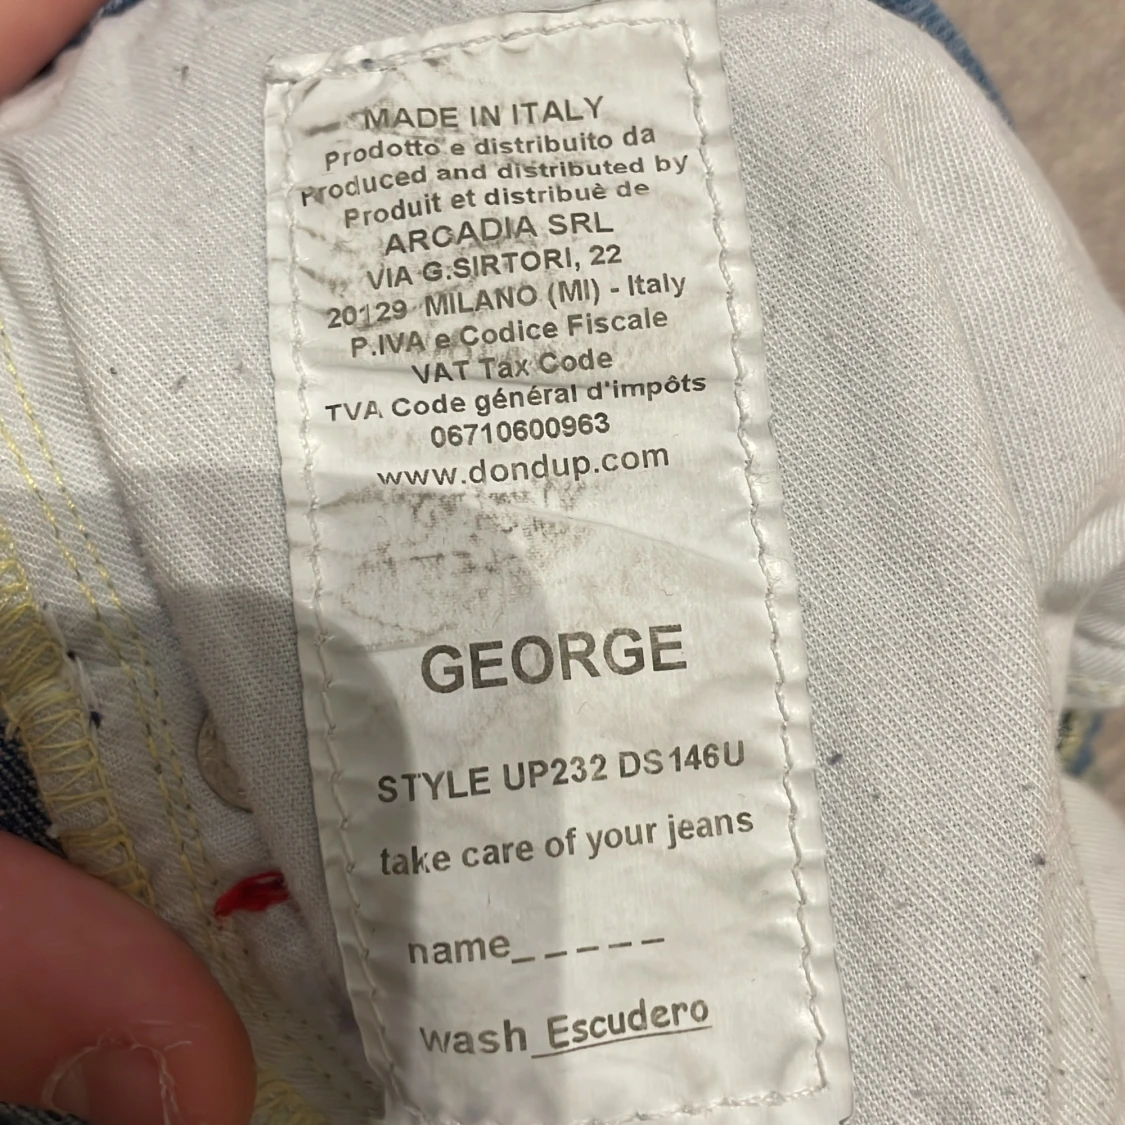 MADE IN ITALY
Prodotto e distribuito da
Produced and distributed by
Produit et distribuè de
ARCADIA SRL
VIA G.SIRTORI, 22
20129 MILANO (MI) - Italy
P.IVA e Codice Fiscale
VAT Tax Code
TVA Code général d'impôts
06710600963
www.dondup.com
GEORGE
STYLE UP232 DS146U
take care of your jeans
name_ _ _ _ _ _
wash Escudero